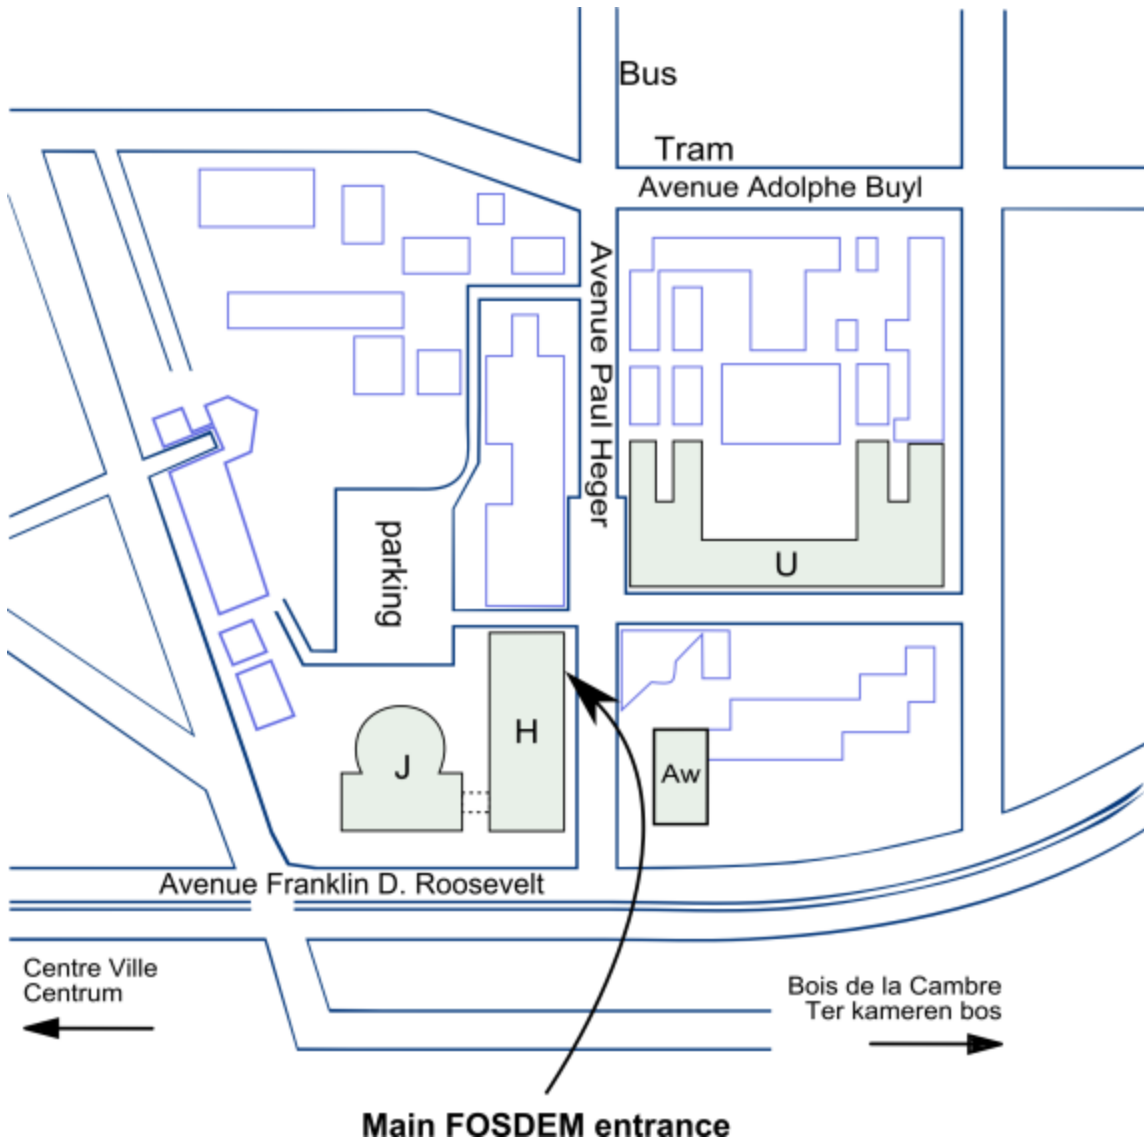 Bus
Tram
Avenue Adolphe Buyl
Avenue Paul Heger
parking
U
H
J
Aw
Avenue Franklin D. Roosevelt
Centre Ville
Centrum
Bois de la Cambre
Ter kameren bos
Main FOSDEM entrance